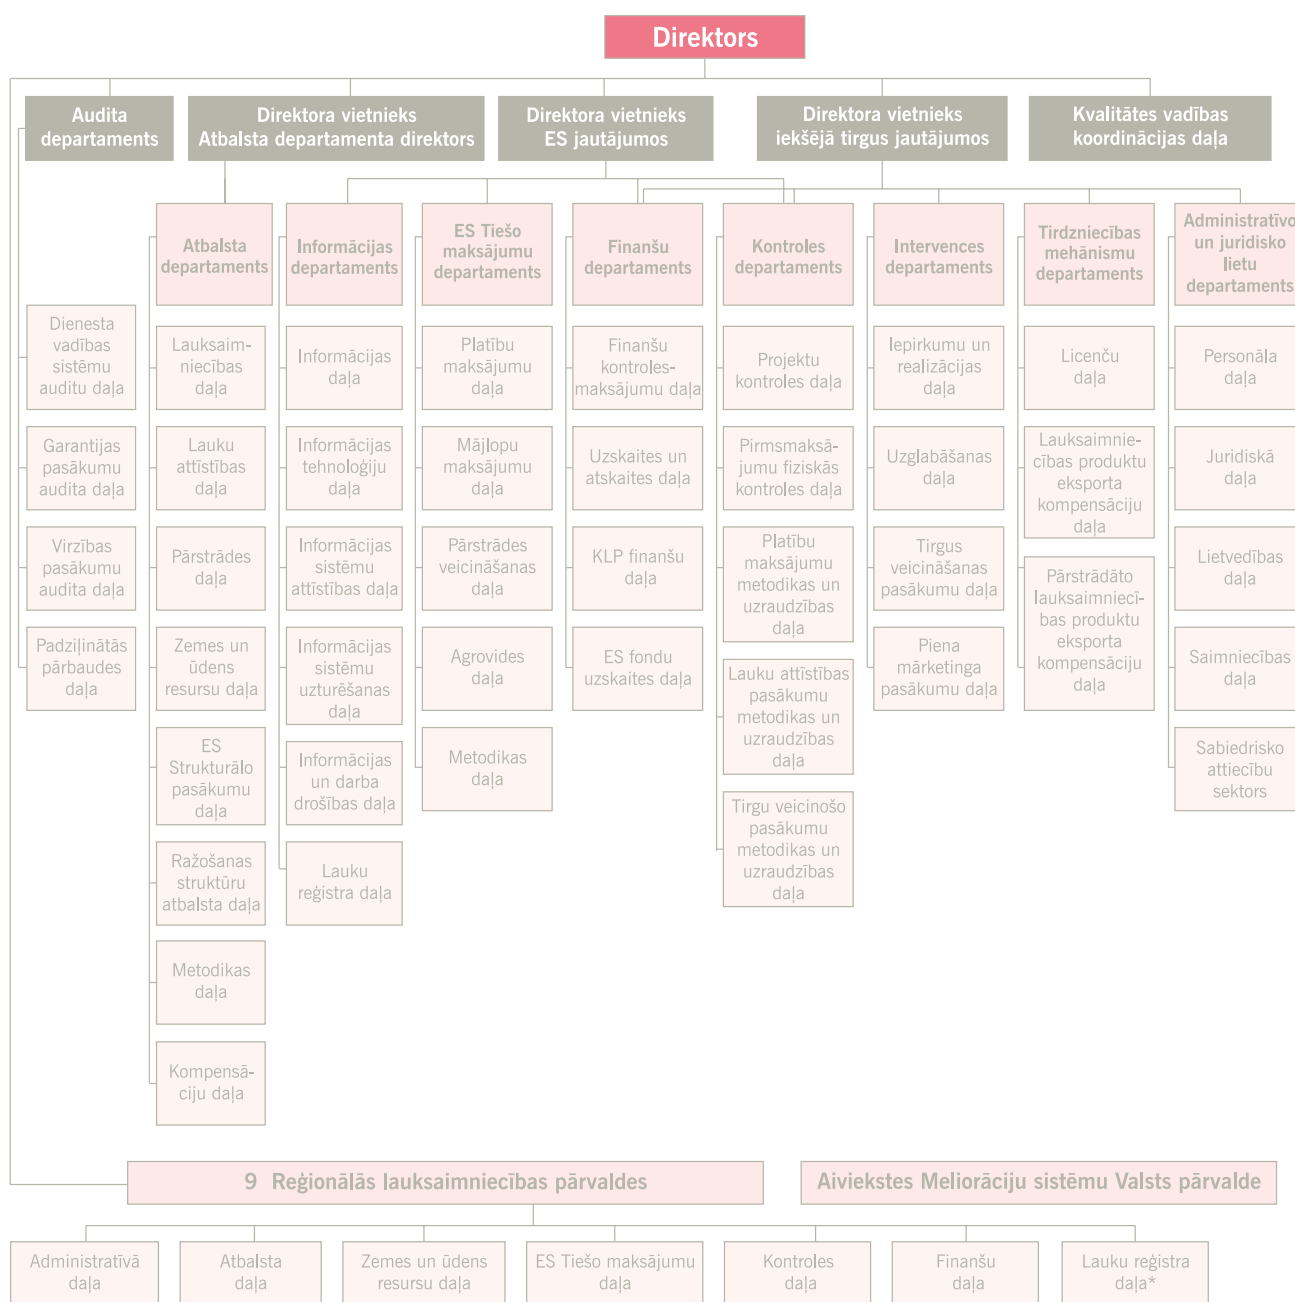 Direktors
Audita
departaments
Direktora vietnieks
Atbalsta departamenta direktors
Direktora vietnieks
ES jautājumos
Direktora vietnieks
iekšējā tirgus jautājumos
Kvalitātes vadības
koordinācijas daļa
Atbalsta
departaments
Informācijas
departaments
ES Tiešo
maksājumu
departaments
Finanšu
departaments
Kontroles
departaments
Intervences
departaments
Tirdzniecības
mehānismu
departaments
Administratīvo
un juridisko
lietu
departaments
Dienesta
vadības
sistēmu
auditu daļa
Garantijas
pasākumu
audita daļa
Virzības
pasākumu
audita daļa
Padziļinātās
pārbaudes
daļa
Lauksaim-
niecības
daļa
Lauku
attīstības
daļa
Pārstrādes
daļa
Zemes un
ūdens
resursu daļa
ES
Strukturālo
pasākumu
daļa
Ražošanas
struktūru
atbalsta daļa
Metodikas
daļa
Kompensā-
ciju daļa
Informācijas
daļa
Informācijas
tehnoloģiju
daļa
Informācijas
sistēmu
attīstības daļa
Informācijas
sistēmu
uzturēšanas
daļa
Informācijas
un darba
drošības daļa
Lauku
reģistra daļa
Platību
maksājumu
daļa
Mājlopu
maksājumu
daļa
Pārstrādes
veicināšanas
daļa
Agrovides
daļa
Metodikas
daļa
Finanšu
kontroles-
maksājumu daļa
Uzskaites un
atskaites daļa
KLP finanšu
daļa
ES fondu
uzskaites daļa
Projektu
kontroles daļa
Pirmsmaksā-
jumu fiziskās
kontroles daļa
Platību
maksājumu
metodikas un
uzraudzības
daļa
Lauku attīstības
pasākumu
metodikas un
uzraudzības
daļa
Tirgu veicinošo
pasākumu
metodikas un
uzraudzības
daļa
Iepirkumu un
realizācijas
daļa
Uzglabāšanas
daļa
Tirgus
veicināšanas
pasākumu daļa
Piena
mārketinga
pasākumu daļa
Licenču
daļa
Lauksaimnie-
cības produktu
eksporta
kompensāciju
daļa
Pārstrādāto
lauksaimniecī-
bas produktu
eksporta
kompensāciju
daļa
Personāla
daļa
Juridiskā
daļa
Lietvedības
daļa
Saimniecības
daļa
Sabiedrisko
attiecību
sektors
9 Reģionālās lauksaimniecības pārvaldes
Aiviekstes Meliorāciju sistēmu Valsts pārvalde
Administratīvā
daļa
Atbalsta
daļa
Zemes un ūdens
resursu daļa
ES Tiešo maksājumu
daļa
Kontroles
daļa
Finanšu
daļa
Lauku reģistra
daļa*